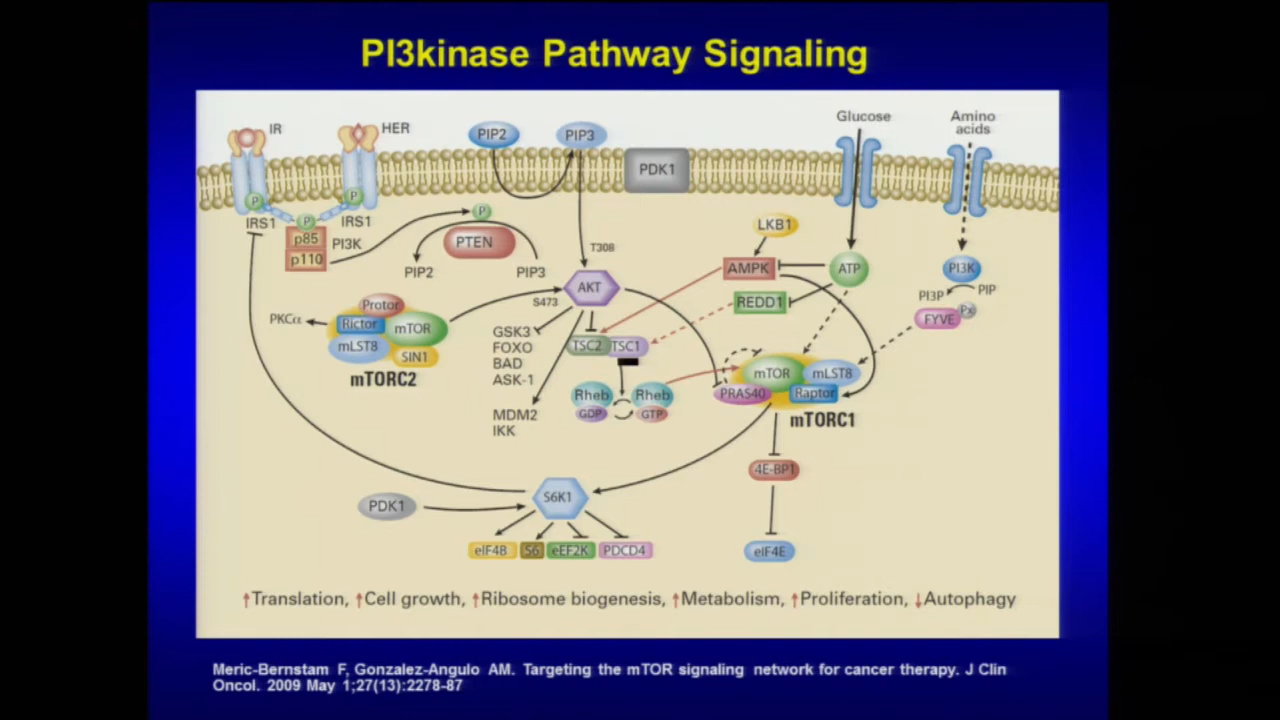 PI3kinase Pathway Signaling
IR
HER
PIP2
PIP3
PDK1
Glucose
Amino
acids
P
P
P
IRS1
IRS1
p85
p110
PI3K
P
PTEN
PIP2
PIP3
T308
LKB1
AMPK
ATP
PI3K
PI3P
PIP
FYVE
Px
REDD1
AKT
S473
PKCα
Protor
Rictor
mTOR
mLST8
SIN1
mTORC2
GSK3
FOXO
BAD
ASK-1
MDM2
IKK
TSC2
TSC1
Rheb
GDP
Rheb
GTP
mTOR
mLST8
PRAS40
Raptor
mTORC1
4E-BP1
eIF4E
PDK1
S6K1
eIF4B
S6
eEF2K
PDCD4
↑Translation, ↑Cell growth, ↑Ribosome biogenesis, ↑Metabolism, ↑Proliferation, ↓Autophagy
Meric-Bernstam F, Gonzalez-Angulo AM. Targeting the mTOR signaling network for cancer therapy. J Clin
Oncol. 2009 May 1;27(13):2278-87